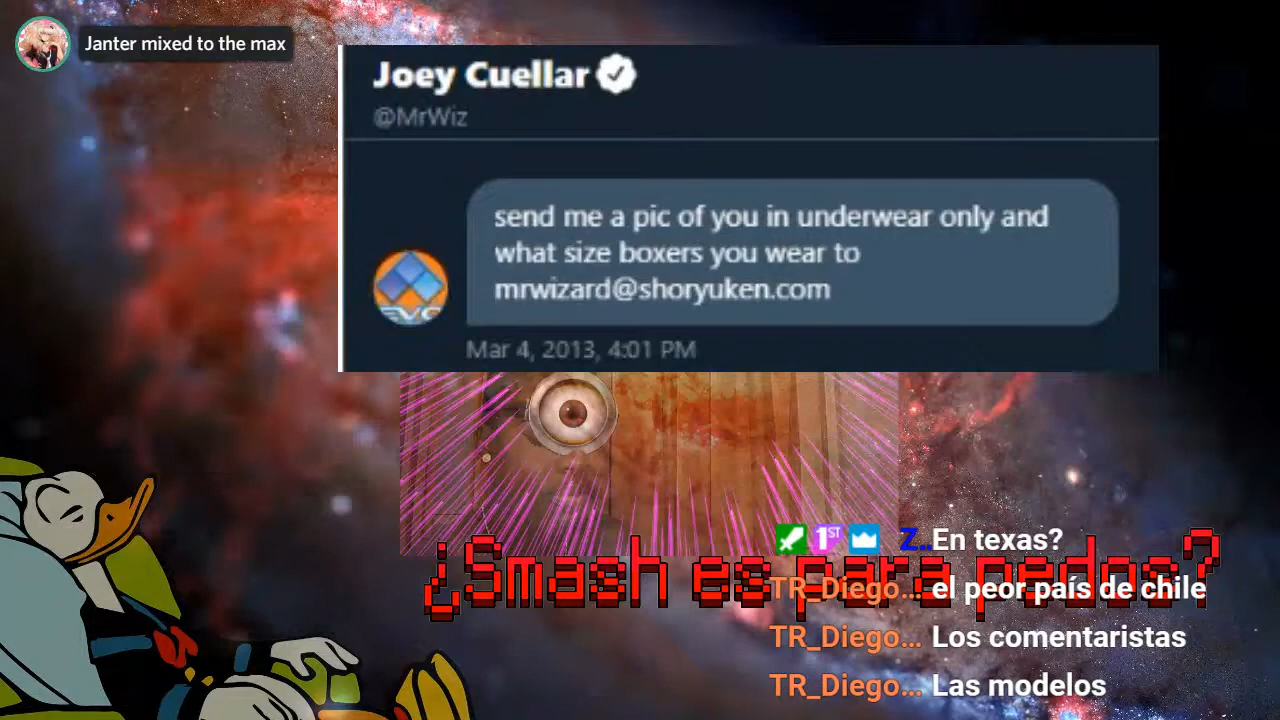 Janter mixed to the max
Joey Cuellar
@MrWiz
send me a pic of you in underwear only and
what size boxers you wear to
mrwizard@shoryuken.com
EVO
Mar 4, 2013, 4:01 PM
1ST Z..En texas?
¿Smash es para pedos?
TR_Diego... el peor país de chile
TR_Diego... Los comentaristas
TR_Diego... Las modelos